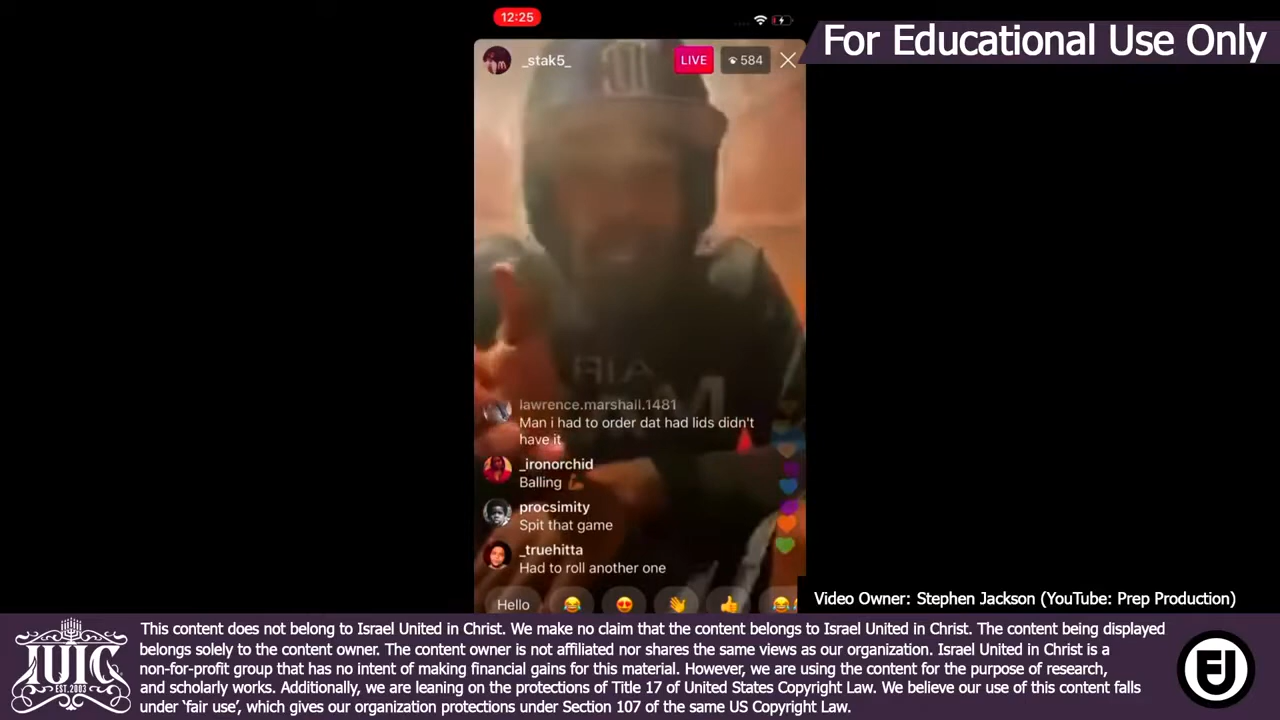 12:25
For Educational Use Only
_stak5_
LIVE
584
AIR
lawrence.marshall.1481
Man i had to order dat had lids didn't
have it
_ironorchid
Balling
procsimity
Spit that game
_truehitta
Had to roll another one
Hello
Video Owner: Stephen Jackson (YouTube: Prep Production)
This content does not belong to Israel United in Christ. We make no claim that the content belongs to Israel United in Christ. The content being displayed
belongs solely to the content owner. The content owner is not affiliated nor shares the same views as our organization. Israel United in Christ is a
non-for-profit group that has no intent of making financial gains for this material. However, we are using the content for the purpose of research,
and scholarly works. Additionally, we are leaning on the protections of Title 17 of United States Copyright Law. We believe our use of this content falls
under 'fair use', which gives our organization protections under Section 107 of the same US Copyright Law.
IUIC
EST.2003